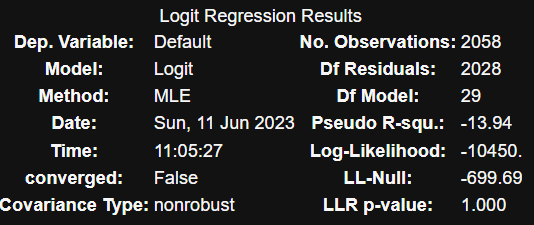 Logit Regression Results
Dep. Variable: Default No. Observations: 2058
Model: Logit Df Residuals: 2028
Method: MLE Df Model: 29
Date: Sun, 11 Jun 2023 Pseudo R-squ.: -13.94
Time: 11:05:27 Log-Likelihood: -10450.
converged: False LL-Null: -699.69
Covariance Type: nonrobust LLR p-value: 1.000